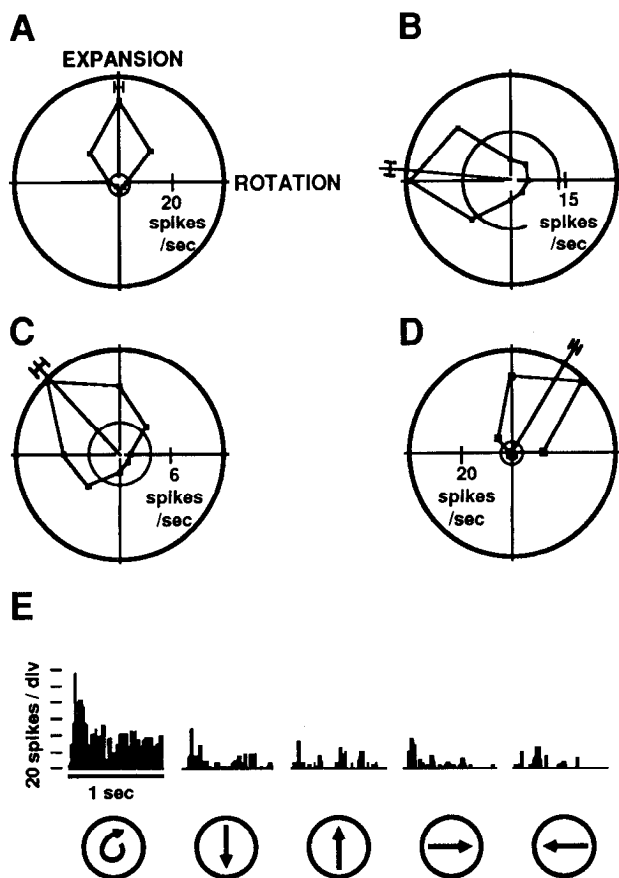 A
EXPANSION
ROTATION
20
spikes
/sec
B
15
spikes
/sec
C
6
spikes
/sec
D
20
spikes
/sec
E
20 spikes / div
1 sec